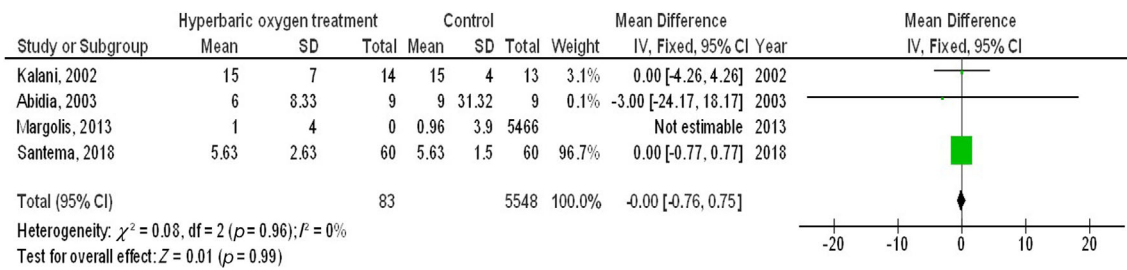 Hyperbaric oxygen treatment Control Mean Difference Mean Difference
Study or Subgroup Mean SD Total Mean SD Total Weight IV, Fixed, 95% CI Year IV, Fixed, 95% CI
Kalani, 2002 15 7 14 15 4 13 3.1% 0.00 [-4.26, 4.26] 2002
Abidia, 2003 6 8.33 9 9 31.32 9 0.1% -3.00 [-24.17, 18.17] 2003
Margolis, 2013 1 4 0 0.96 3.9 5466 Not estimable 2013
Santema, 2018 5.63 2.63 60 5.63 1.5 60 96.7% 0.00 [-0.77, 0.77] 2018
Total (95% CI) 83 5548 100.0% -0.00 [-0.76, 0.75]
Heterogeneity: χ² = 0.08, df = 2 (p = 0.96); I² = 0%
Test for overall effect: Z = 0.01 (p = 0.99)
-20 -10 0 10 20